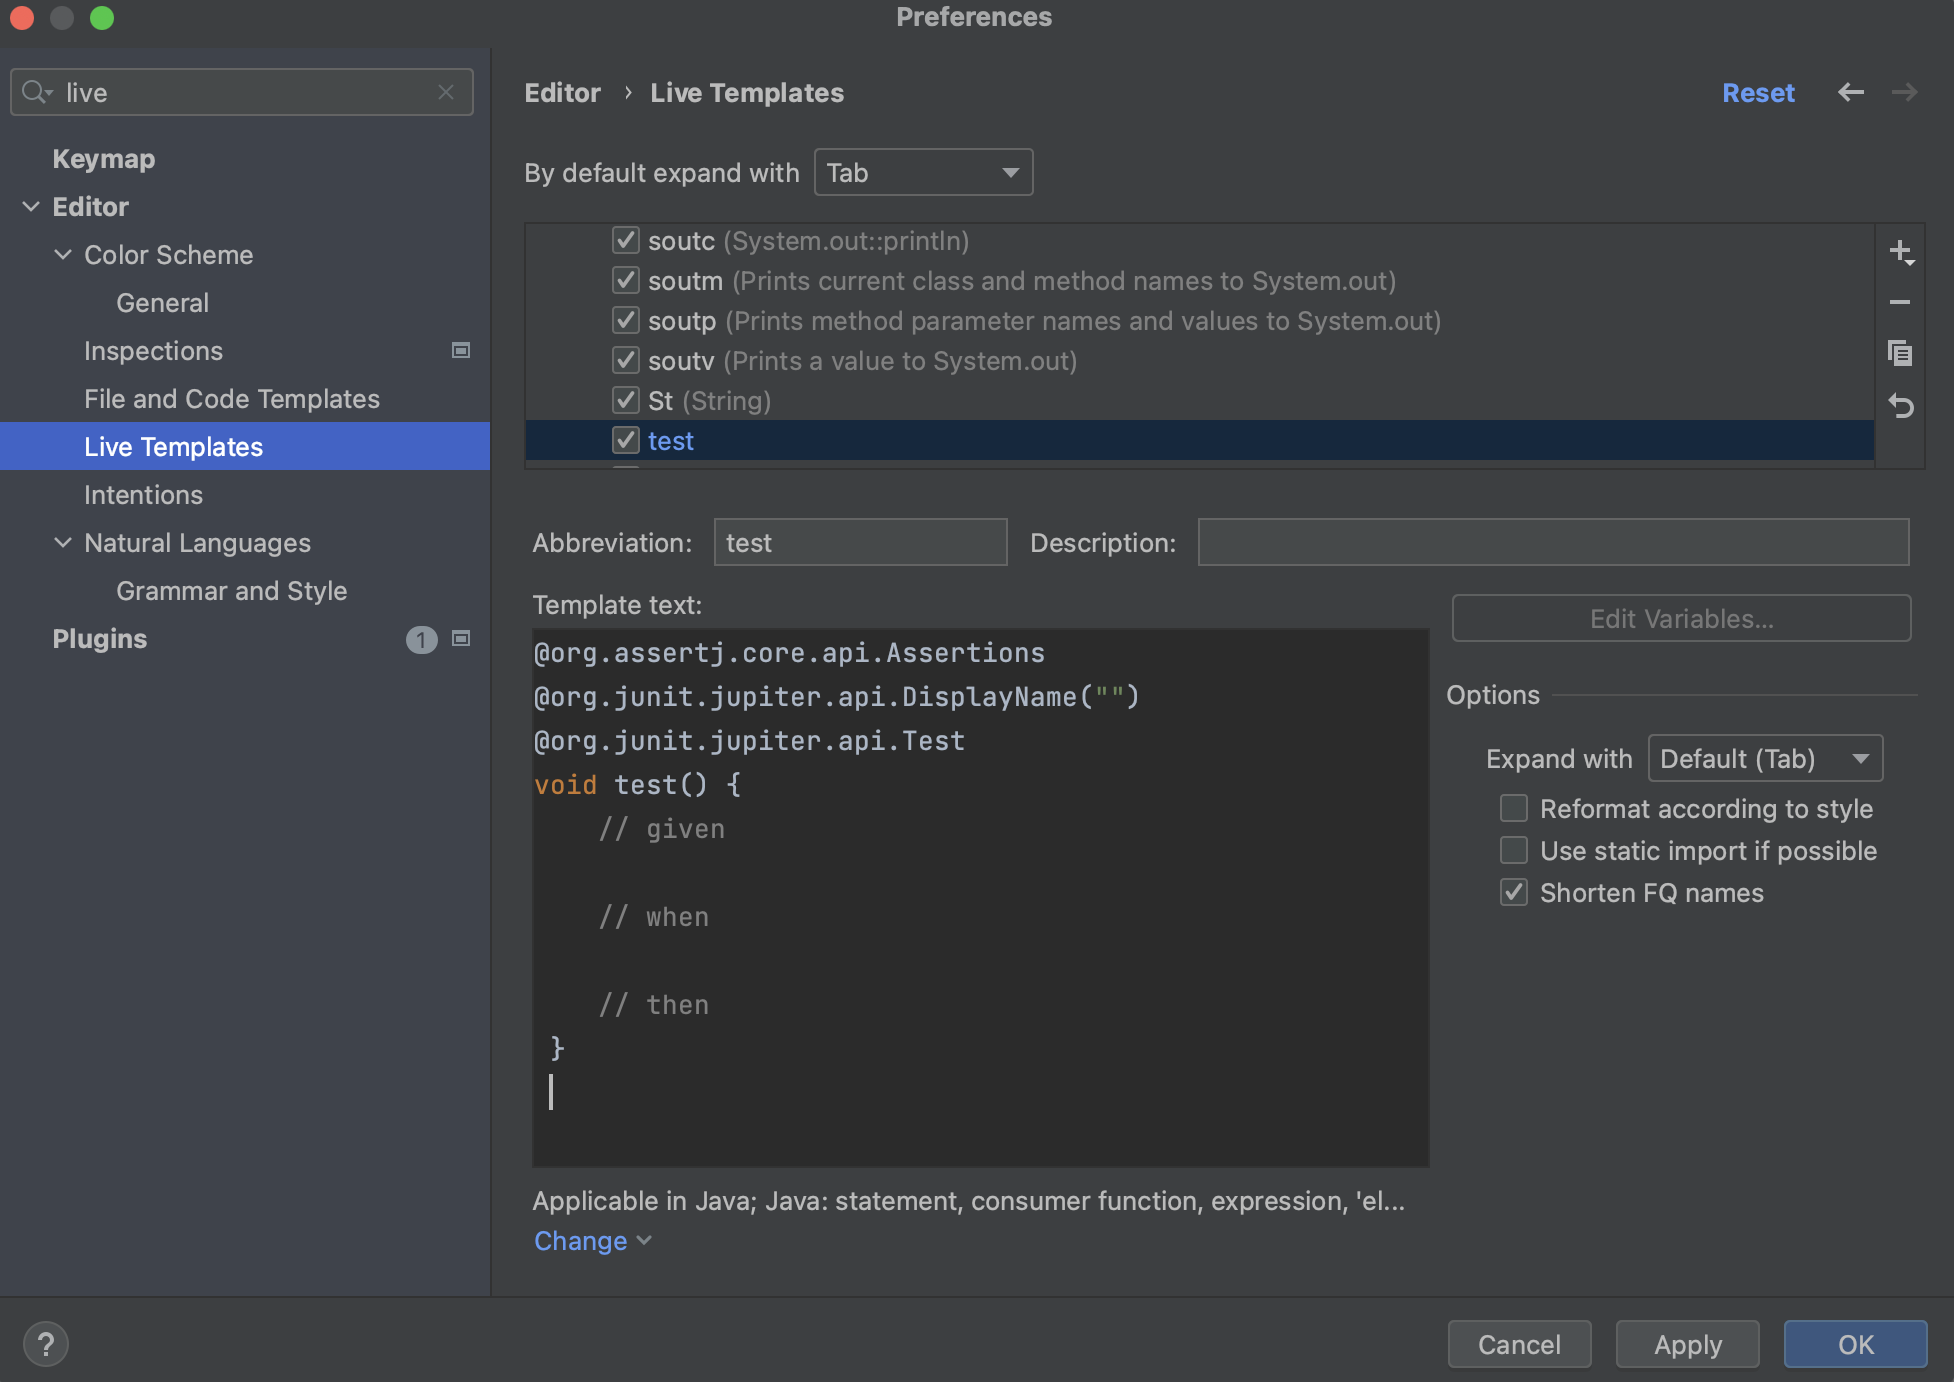 Preferences
live
Keymap
Editor
Color Scheme
General
Inspections
File and Code Templates
Live Templates
Intentions
Natural Languages
Grammar and Style
Plugins 1
Editor › Live Templates
Reset
By default expand with Tab
soutc (System.out::println)
soutm (Prints current class and method names to System.out)
soutp (Prints method parameter names and values to System.out)
soutv (Prints a value to System.out)
St (String)
test
Abbreviation: test Description:
Template text:
Edit Variables...
@org.assertj.core.api.Assertions
@org.junit.jupiter.api.DisplayName("")
@org.junit.jupiter.api.Test
void test() {
    // given
    // when
    // then
 }
Options
Expand with Default (Tab)
Reformat according to style
Use static import if possible
Shorten FQ names
Applicable in Java; Java: statement, consumer function, expression, 'el...
Change
?
Cancel Apply OK